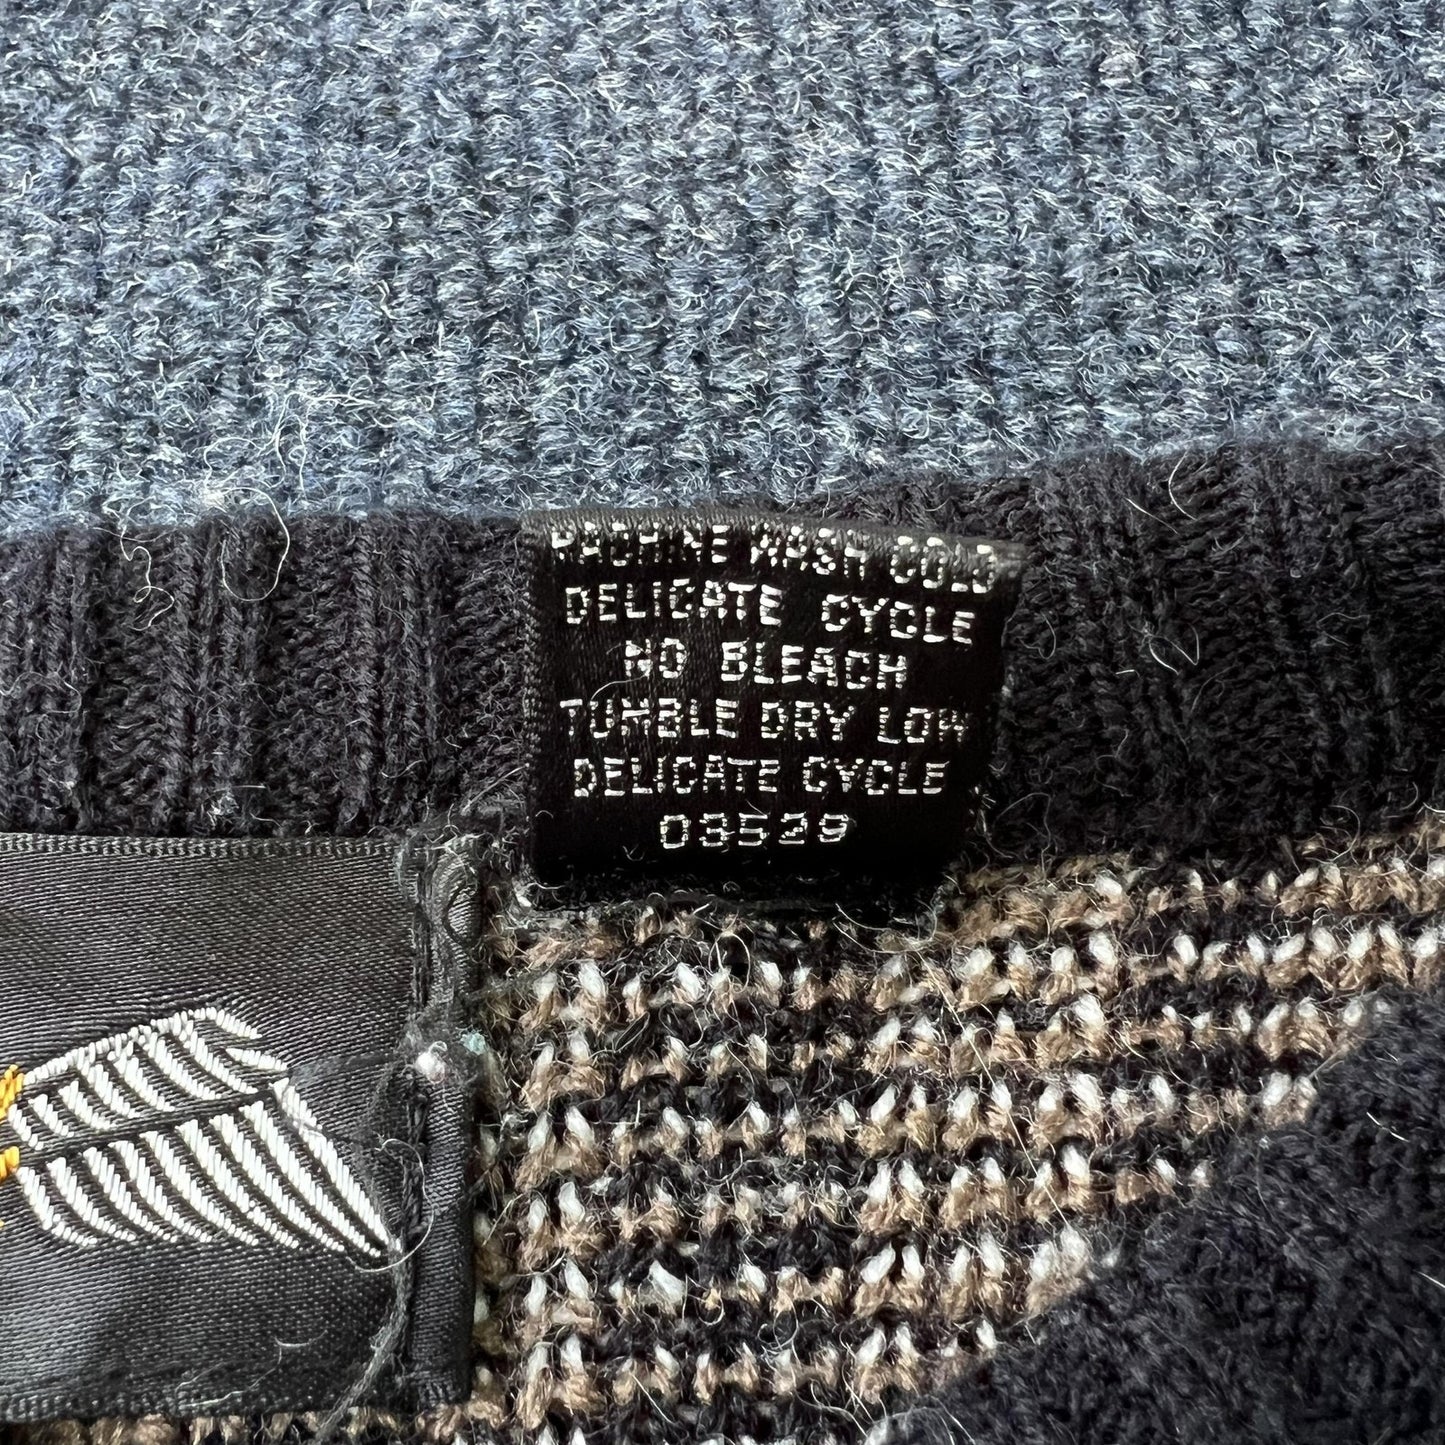 MACHINE WASH COLD
DELICATE CYCLE
NO BLEACH
TUMBLE DRY LOW
DELICATE CYCLE
03529